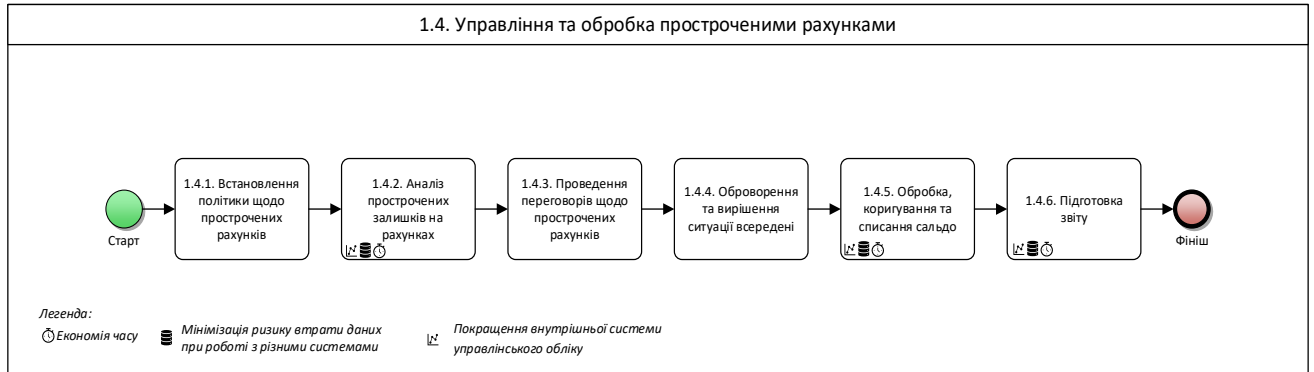 1.4. Управління та обробка простроченими рахунками
1.4.1. Встановлення
політики щодо
прострочених
рахунків
1.4.2. Аналіз
прострочених
залишків на
рахунках
1.4.3. Проведення
переговорів щодо
прострочених
рахунків
1.4.4. Оброворення
та вирішення
ситуації всередені
1.4.5. Обробка,
коригування та
списання сальдо
1.4.6. Підготовка
звіту
Старт
Фініш
Легенда:
Економія часу
Мінімізація ризику втрати даних
при роботі з різними системами
Покращення внутрішньої системи
управлінського обліку